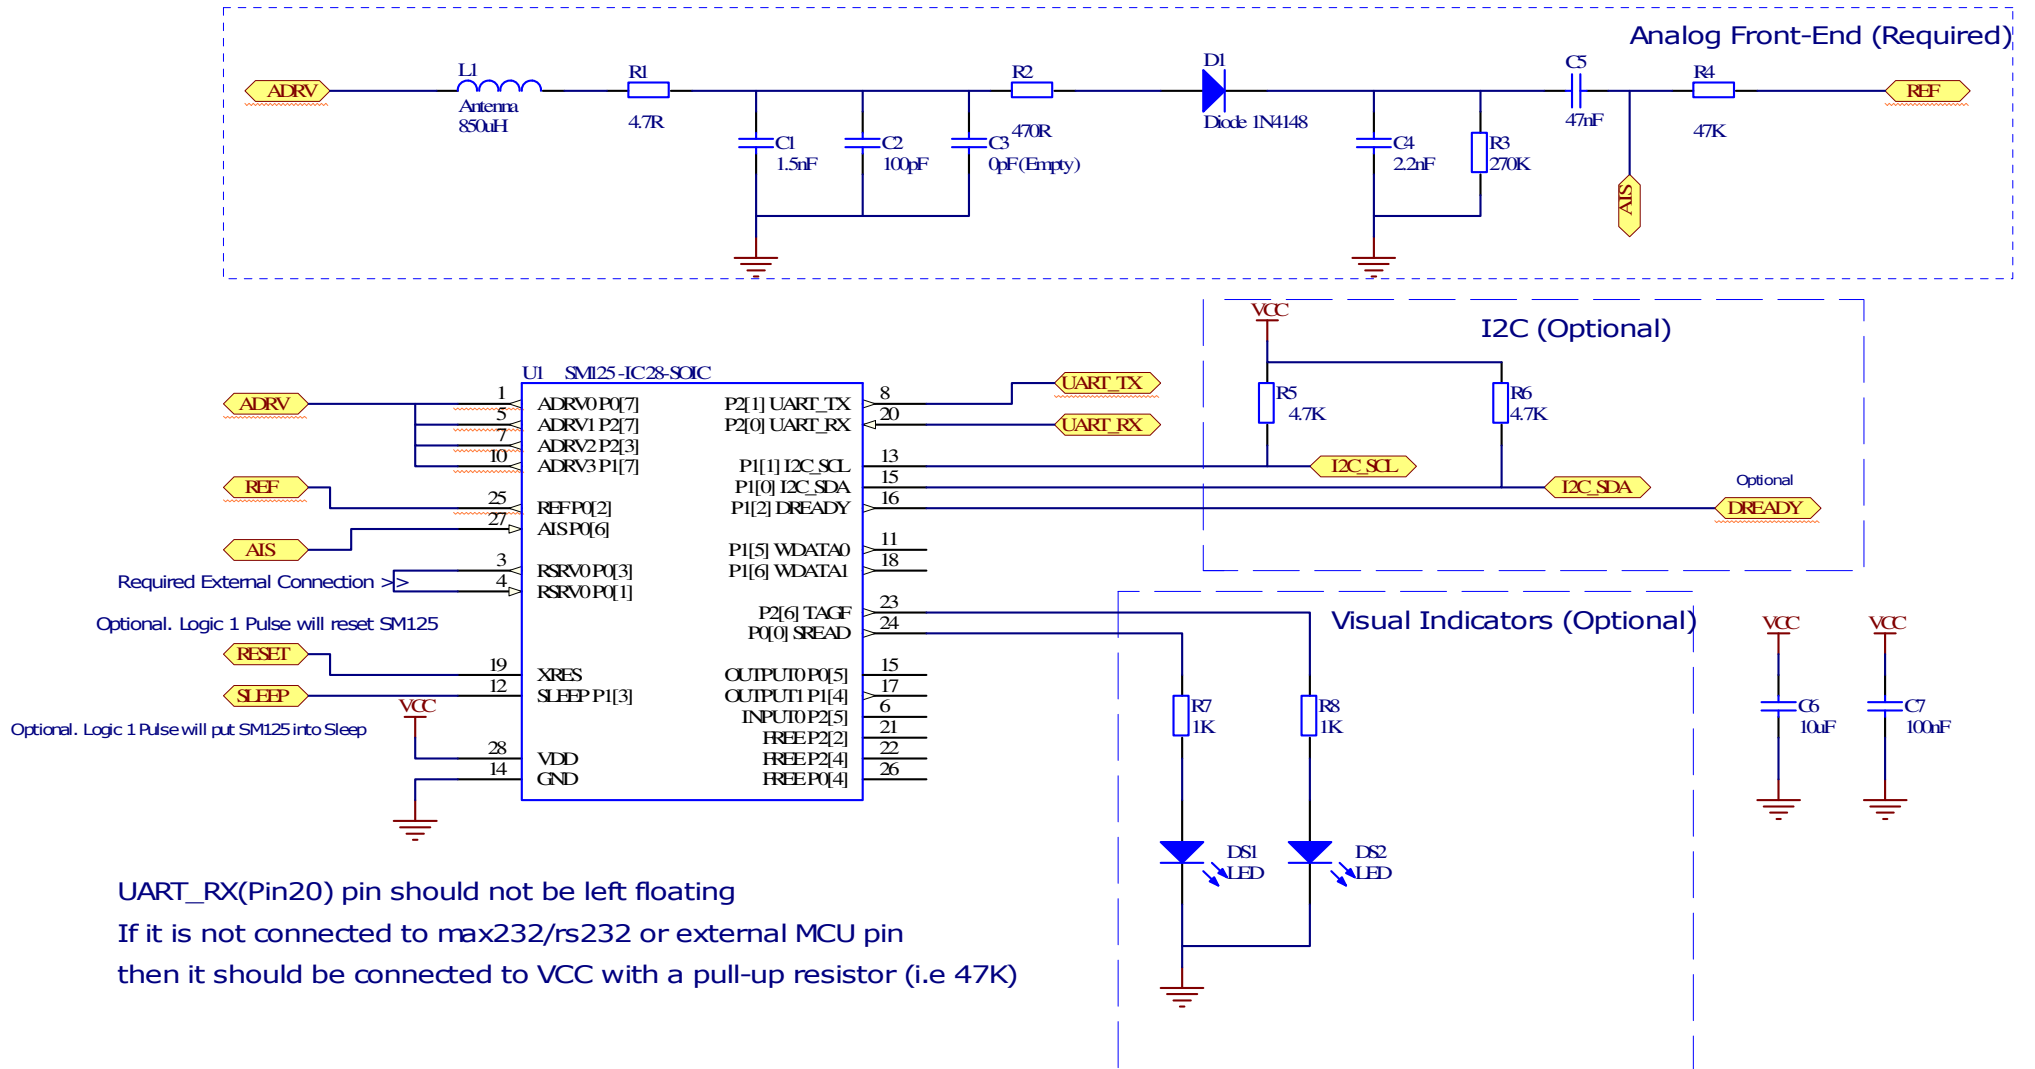 Analog Front-End (Required)
ADRV
L1
Antenna
850uH
R1
4.7R
C1
1.5nF
C2
100pF
C3
0pF(Empty)
R2
470R
D1
Diode 1N4148
C4
2.2nF
R3
270K
C5
47nF
R4
47K
REF
AIS
I2C (Optional)
VCC
R5
4.7K
R6
4.7K
I2C_SCL
I2C_SDA
Optional
DREADY
U1 SM125-IC28-SOIC
ADRV
REF
AIS
Required External Connection >>
Optional. Logic 1 Pulse will reset SM125
RESET
SLEEP
VCC
Optional. Logic 1 Pulse will put SM125 into Sleep
1 ADRV0 P0[7]
5 ADRV1 P2[7]
7 ADRV2 P2[3]
10 ADRV3 P1[7]
25 REF P0[2]
27 AIS P0[6]
3 RSRV0 P0[3]
4 RSRV0 P0[1]
19 XRES
12 SLEEP P1[3]
28 VDD
14 GND
P2[1] UART_TX 8
P2[0] UART_RX 20
P1[1] I2C_SCL 13
P1[0] I2C_SDA 15
P1[2] DREADY 16
P1[5] WDATA0 11
P1[6] WDATA1 18
P2[6] TAGF 23
P0[0] SREAD 24
OUTPUT0 P0[5] 15
OUTPUT1 P1[4] 17
INPUT0 P2[5] 6
FREE P2[2] 21
FREE P2[4] 22
FREE P0[4] 26
UART_TX
UART_RX
Visual Indicators (Optional)
R7
1K
R8
1K
DS1
LED
DS2
LED
VCC
C6
10uF
VCC
C7
100nF
UART_RX(Pin20) pin should not be left floating
If it is not connected to max232/rs232 or external MCU pin
then it should be connected to VCC with a pull-up resistor (i.e 47K)